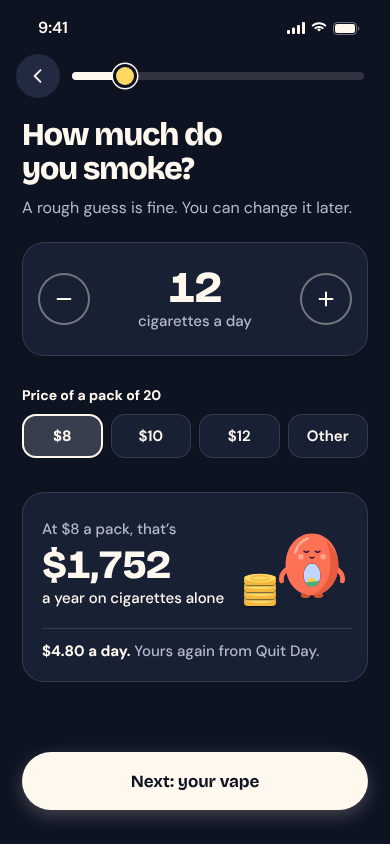 9:41
How much do
you smoke?
A rough guess is fine. You can change it later.
12
cigarettes a day
Price of a pack of 20
$8
$10
$12
Other
At $8 a pack, that’s
$1,752
a year on cigarettes alone
$4.80 a day. Yours again from Quit Day.
Next: your vape